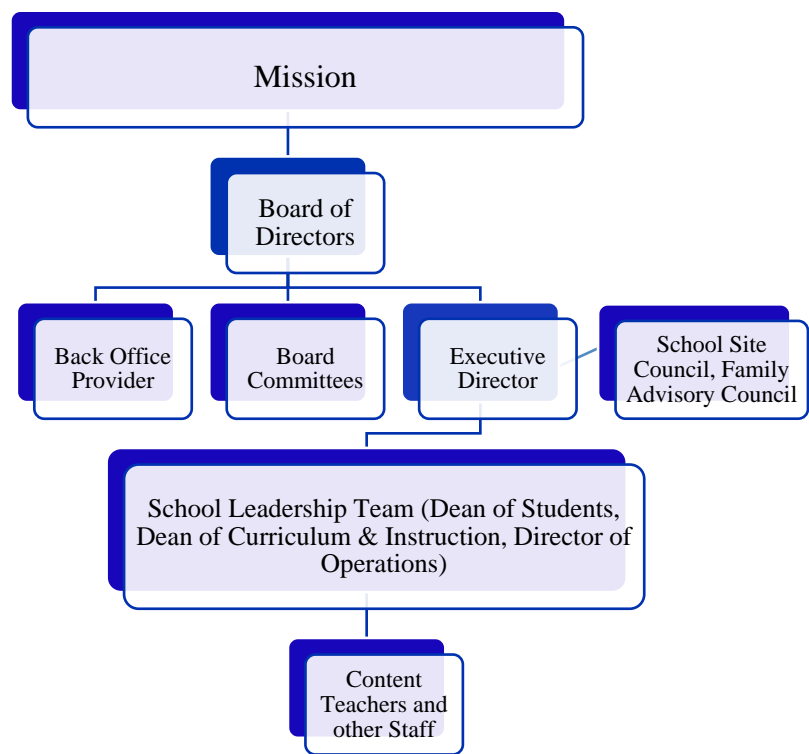 Mission
Board of
Directors
Back Office
Provider
Board
Committees
Executive
Director
School Site
Council, Family
Advisory Council
School Leadership Team (Dean of Students,
Dean of Curriculum & Instruction, Director of
Operations)
Content
Teachers and
other Staff